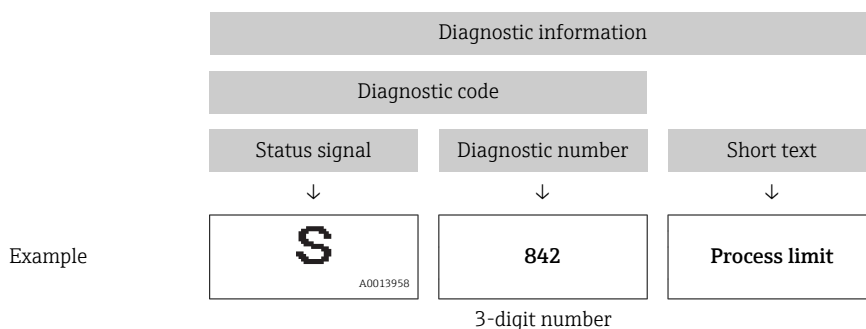 Diagnostic information
Diagnostic code
Status signal Diagnostic number Short text
↓ ↓ ↓
Example S 842 Process limit
A0013958
3-digit number